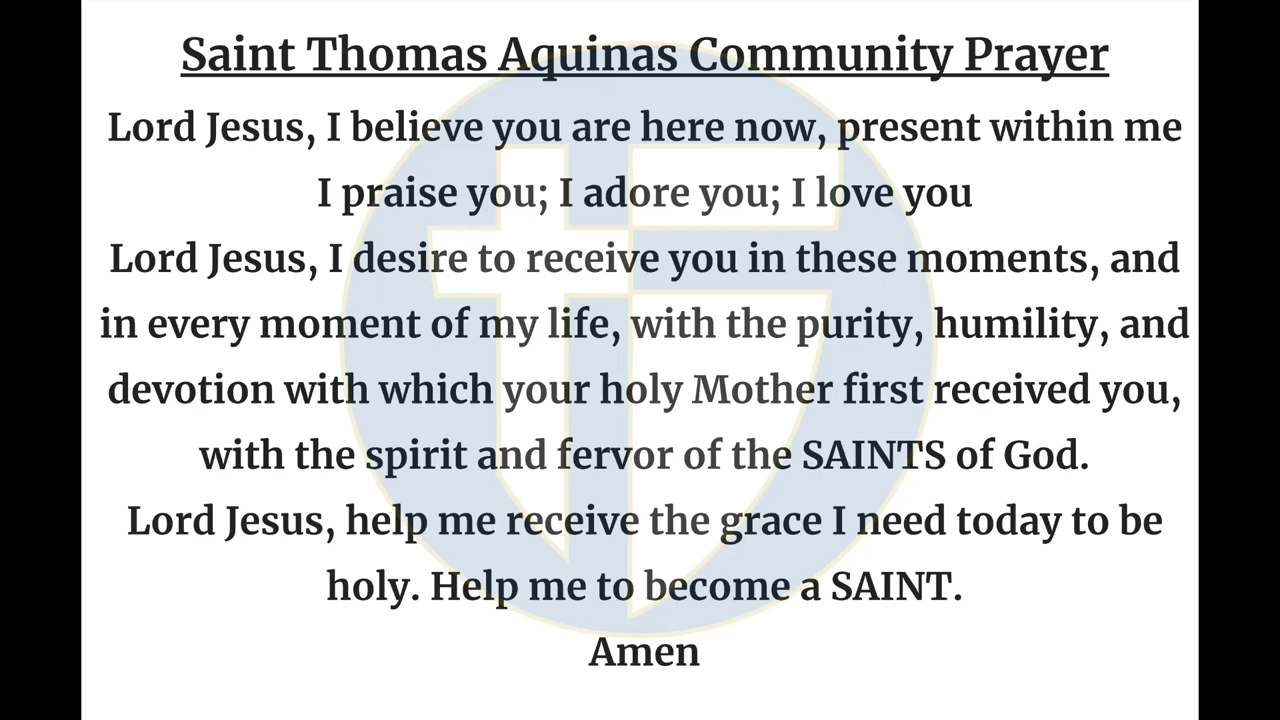 Saint Thomas Aquinas Community Prayer
Lord Jesus, I believe you are here now, present within me
I praise you; I adore you; I love you
Lord Jesus, I desire to receive you in these moments, and
in every moment of my life, with the purity, humility, and
devotion with which your holy Mother first received you,
with the spirit and fervor of the SAINTS of God.
Lord Jesus, help me receive the grace I need today to be
holy. Help me to become a SAINT.
Amen